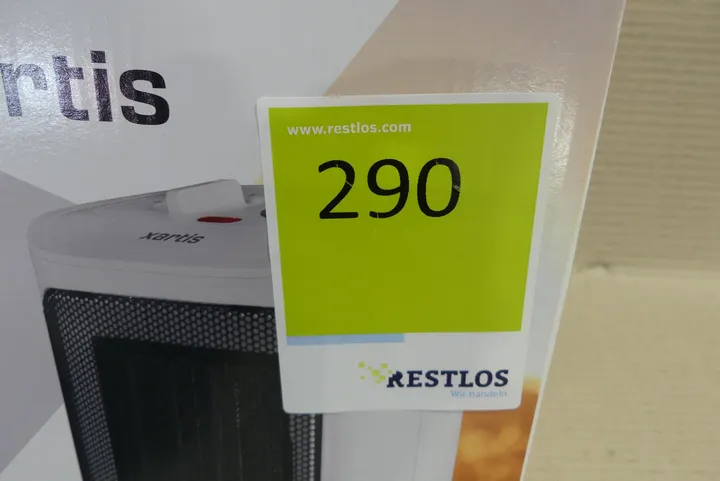 rtis
www.restlos.com
290
xartis
RESTLOS
Wir handeln